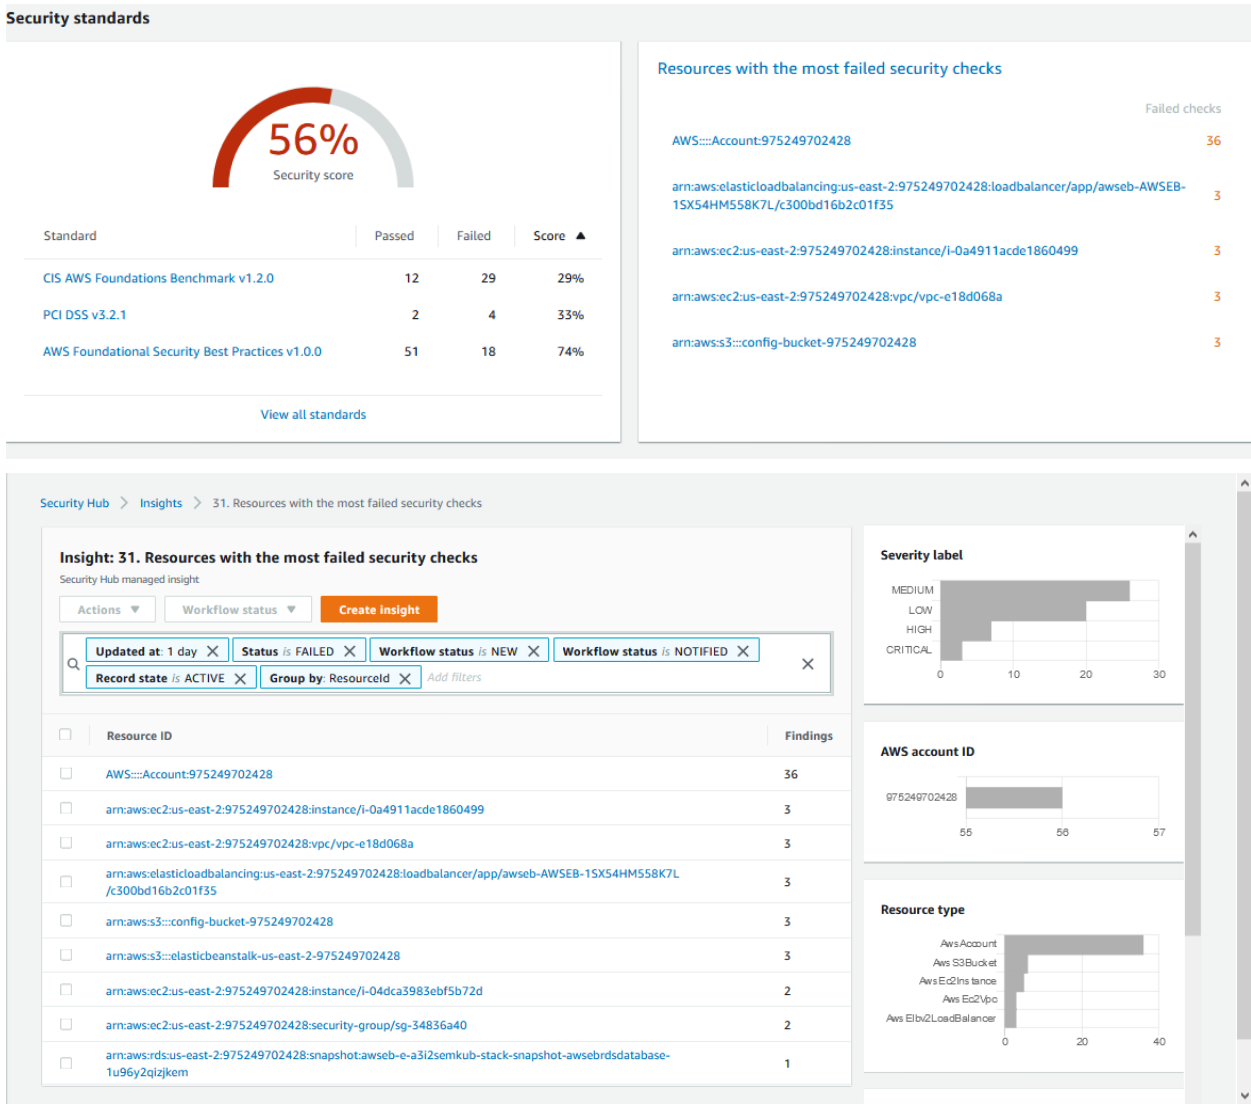 Security standards
56%
Security score
Standard Passed Failed Score ▲
CIS AWS Foundations Benchmark v1.2.0 12 29 29%
PCI DSS v3.2.1 2 4 33%
AWS Foundational Security Best Practices v1.0.0 51 18 74%
View all standards
Resources with the most failed security checks
Failed checks
AWS::::Account:975249702428 36
arn:aws:elasticloadbalancing:us-east-2:975249702428:loadbalancer/app/awseb-AWSEB-
1SX54HM558K7L/c300bd16b2c01f35 3
arn:aws:ec2:us-east-2:975249702428:instance/i-0a4911acde1860499 3
arn:aws:ec2:us-east-2:975249702428:vpc/vpc-e18d068a 3
arn:aws:s3:::config-bucket-975249702428 3
Security Hub > Insights > 31. Resources with the most failed security checks
Insight: 31. Resources with the most failed security checks
Security Hub managed insight
Actions ▼ Workflow status ▼ Create insight
Updated at: 1 day ✕ Status is FAILED ✕ Workflow status is NEW ✕ Workflow status is NOTIFIED ✕
Record state is ACTIVE ✕ Group by: ResourceId ✕ Add filters
Resource ID Findings
AWS::::Account:975249702428 36
arn:aws:ec2:us-east-2:975249702428:instance/i-0a4911acde1860499 3
arn:aws:ec2:us-east-2:975249702428:vpc/vpc-e18d068a 3
arn:aws:elasticloadbalancing:us-east-2:975249702428:loadbalancer/app/awseb-AWSEB-1SX54HM558K7L
/c300bd16b2c01f35 3
arn:aws:s3:::config-bucket-975249702428 3
arn:aws:s3:::elasticbeanstalk-us-east-2-975249702428 3
arn:aws:ec2:us-east-2:975249702428:instance/i-04dca3983ebf5b72d 2
arn:aws:ec2:us-east-2:975249702428:security-group/sg-34836a40 2
arn:aws:rds:us-east-2:975249702428:snapshot:awseb-e-a3i2semkub-stack-snapshot-awsebrdsdatabase-
1u96y2qizjkem 1
Severity label
MEDIUM
LOW
HIGH
CRITICAL
0 10 20 30
AWS account ID
975249702428
55 56 57
Resource type
AwsAccount
AwsS3Bucket
AwsEc2Instance
AwsEc2Vpc
AwsElbv2LoadBalancer
0 20 40